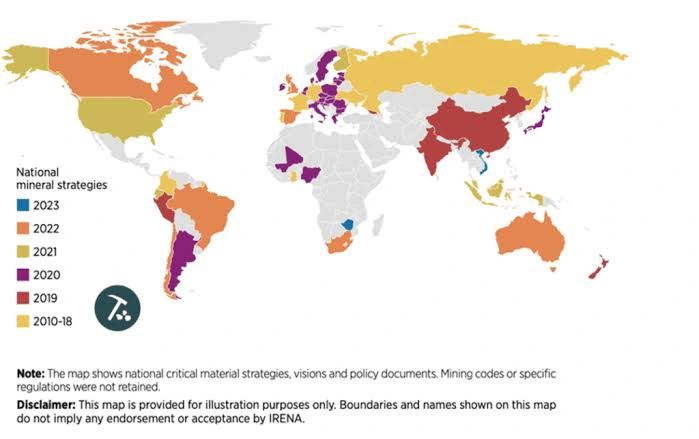 National
mineral strategies
2023
2022
2021
2020
2019
2010-18
Note: The map shows national critical material strategies, visions and policy documents. Mining codes or specific
regulations were not retained.
Disclaimer: This map is provided for illustration purposes only. Boundaries and names shown on this map
do not imply any endorsement or acceptance by IRENA.